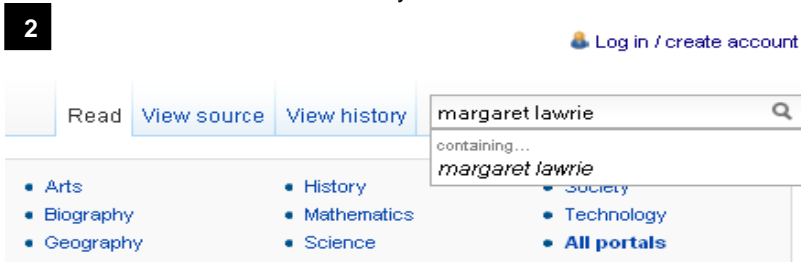 2
Log in / create account
Read View source View history margaret lawrie
containing...
margaret lawrie
Arts History Society
Biography Mathematics Technology
Geography Science All portals